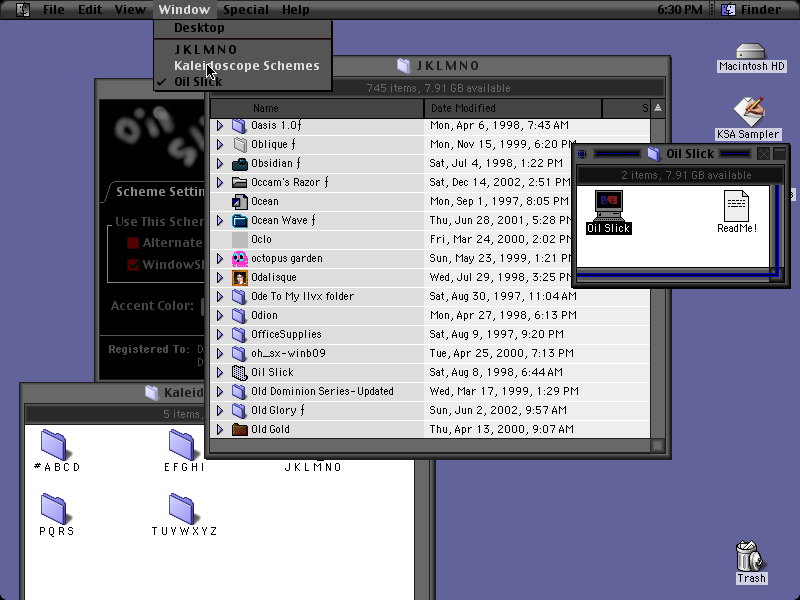 File Edit View Window Special Help 6:30 PM Finder
Desktop
JKLMNO
Kaleidoscope Schemes
✓ Oil Slick
JKLMNO
745 items, 7.91 GB available
Name Date Modified S
Oasis 1.0ƒ Mon, Apr 6, 1998, 7:43 AM
Oblique ƒ Mon, Nov 15, 1999, 6:20 PM
Obsidian ƒ Sat, Jul 4, 1998, 1:22 PM
Occam's Razor ƒ Sat, Dec 14, 2002, 2:51 PM
Ocean Mon, Sep 1, 1997, 8:05 PM
Ocean Wave ƒ Thu, Jun 28, 2001, 5:28 PM
Oclo Fri, Mar 24, 2000, 2:02 PM
octopus garden Sun, May 23, 1999, 1:21 PM
Odalisque Wed, Jul 29, 1998, 3:25 PM
Ode To My IIvx folder Sat, Aug 30, 1997, 11:04 AM
Odion Mon, Apr 27, 1998, 6:13 PM
OfficeSupplies Sat, Aug 9, 1997, 9:20 PM
oh_sx-winb09 Tue, Apr 25, 2000, 7:13 PM
Oil Slick Sat, Aug 8, 1998, 6:44 AM
Old Dominion Series-Updated Wed, Mar 17, 1999, 1:29 PM
Old Glory ƒ Sun, Jun 2, 2002, 9:57 AM
Old Gold Thu, Apr 13, 2000, 9:07 AM
Oil Slick
2 items, 7.91 GB available
Oil Slick
ReadMe!
Macintosh HD
KSA Sampler
Oil
Scheme Settin
Use This Schem
Alternate
WindowSh
Accent Color:
Registered To:
Kaleid
5 items,
#ABCD
EFGHI
JKLMNO
PQRS
TUVWXYZ
Trash